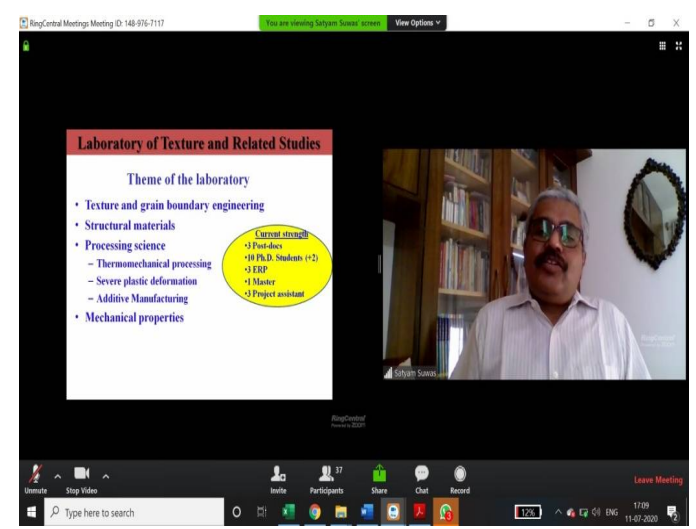 RingCentral Meetings Meeting ID: 148-976-7117
You are viewing Satyam Suwas' screen
View Options
Laboratory of Texture and Related Studies
Theme of the laboratory
• Texture and grain boundary engineering
• Structural materials
• Processing science
– Thermomechanical processing
– Severe plastic deformation
– Additive Manufacturing
• Mechanical properties
Current strength
•3 Post-docs
•10 Ph.D. Students (+2)
•3 ERP
•1 Master
•3 Project assistant
RingCentral
Satyam Suwas
RingCentral
Powered by ZOOM
Unmute
Stop Video
Invite
Participants
37
Share
Chat
Record
Leave Meeting
Type here to search
12%
ENG
17:09
11-07-2020